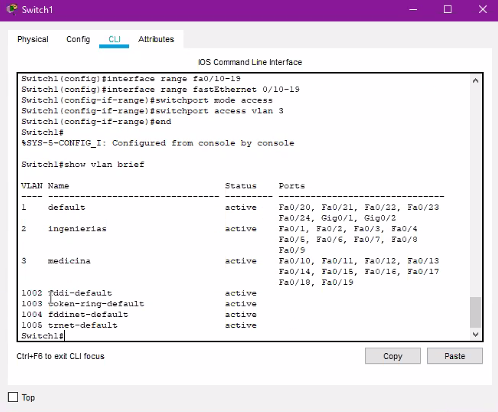 Switch1
Physical Config CLI Attributes
IOS Command Line Interface
Switch1(config)#interface range fa0/10-19
Switch1(config)#interface range fastEthernet 0/10-19
Switch1(config-if-range)#switchport mode access
Switch1(config-if-range)#switchport access vlan 3
Switch1(config-if-range)#end
Switch1#
%SYS-5-CONFIG_I: Configured from console by console
Switch1#show vlan brief
VLAN Name Status Ports
---- -------------------------------- --------- -------------------------------
1 default active Fa0/20, Fa0/21, Fa0/22, Fa0/23
Fa0/24, Gig0/1, Gig0/2
2 ingenierias active Fa0/1, Fa0/2, Fa0/3, Fa0/4
Fa0/5, Fa0/6, Fa0/7, Fa0/8
Fa0/9
3 medicina active Fa0/10, Fa0/11, Fa0/12, Fa0/13
Fa0/14, Fa0/15, Fa0/16, Fa0/17
Fa0/18, Fa0/19
1002 fddi-default active
1003 token-ring-default active
1004 fddinet-default active
1005 trnet-default active
Switch1#
Ctrl+F6 to exit CLI focus Copy Paste
Top